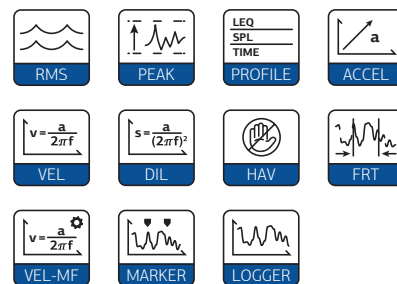 RMS
PEAK
LEQ
SPL
TIME
PROFILE
a
ACCEL
v = a
2πf
VEL
s = a
(2πf)²
DIL
HAV
FRT
v = a
2πf
VEL-MF
MARKER
LOGGER